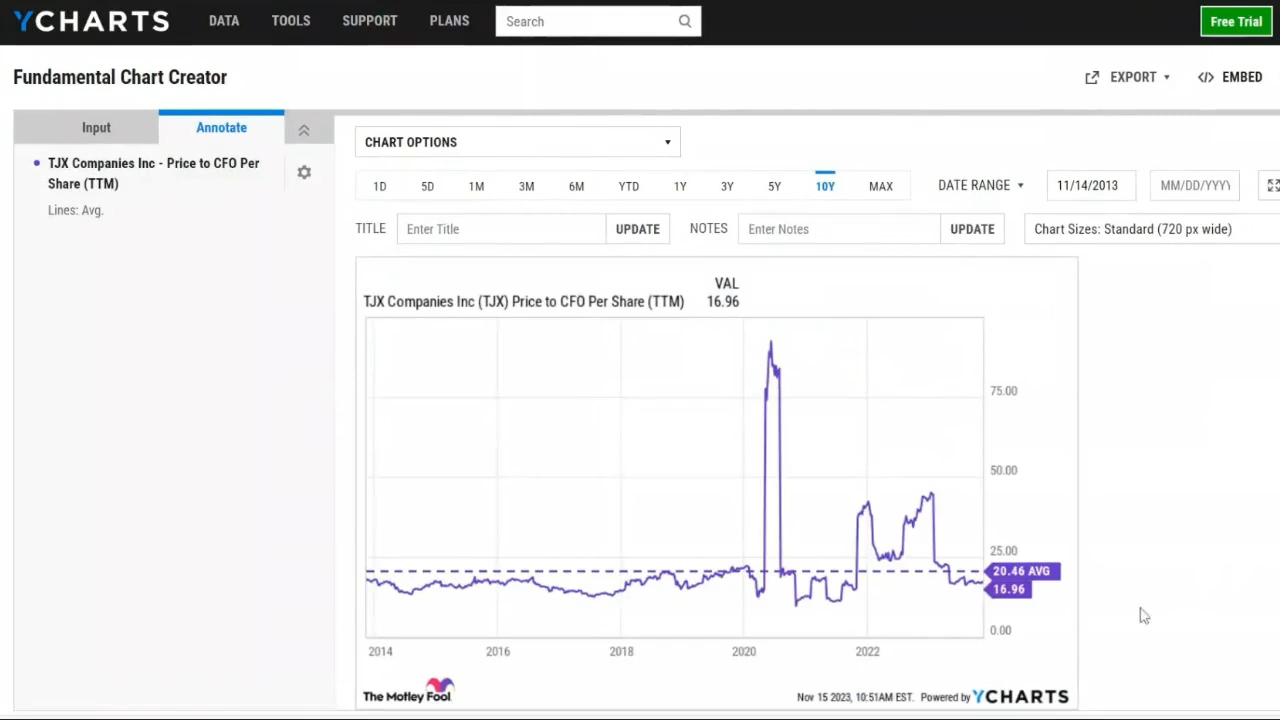 YCHARTS DATA TOOLS SUPPORT PLANS Search Free Trial
Fundamental Chart Creator EXPORT </> EMBED
Input Annotate
CHART OPTIONS
TJX Companies Inc - Price to CFO Per
Share (TTM)
Lines: Avg.
1D 5D 1M 3M 6M YTD 1Y 3Y 5Y 10Y MAX DATE RANGE 11/14/2013 MM/DD/YYYY
TITLE Enter Title UPDATE NOTES Enter Notes UPDATE Chart Sizes: Standard (720 px wide)
VAL
TJX Companies Inc (TJX) Price to CFO Per Share (TTM) 16.96
75.00
50.00
25.00
20.46 AVG
16.96
0.00
2014 2016 2018 2020 2022
The Motley Fool
Nov 15 2023, 10:51AM EST. Powered by YCHARTS